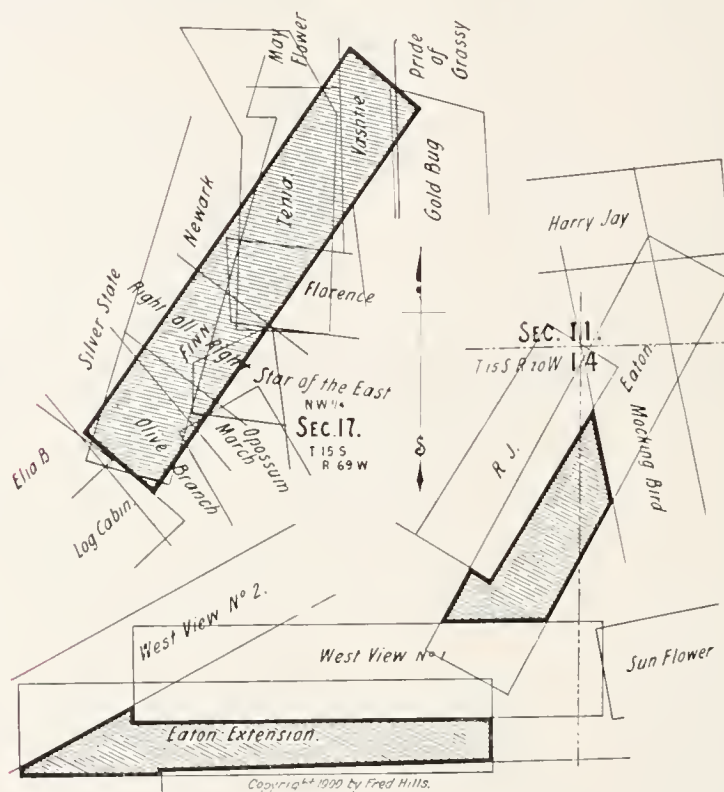 May
Flower
Pride
of
Grassy
Vashtie
Gold Bug
Newark
Tenia
Harry Jay
Silver State
Right all Right
FINN
Florence
SEC. 11.
T 15 S R 70 W 14
Eaton
Star of the East
NW 1/4
SEC. 17.
T 15 S
R 69 W
S
Mocking Bird
R J.
Ella B
Olive Branch
March
Opossum
Log Cabin
West View Nº 2.
West View Nº 1
Sun Flower
Eaton Extension.
Copyright 1900 by Fred Hills.